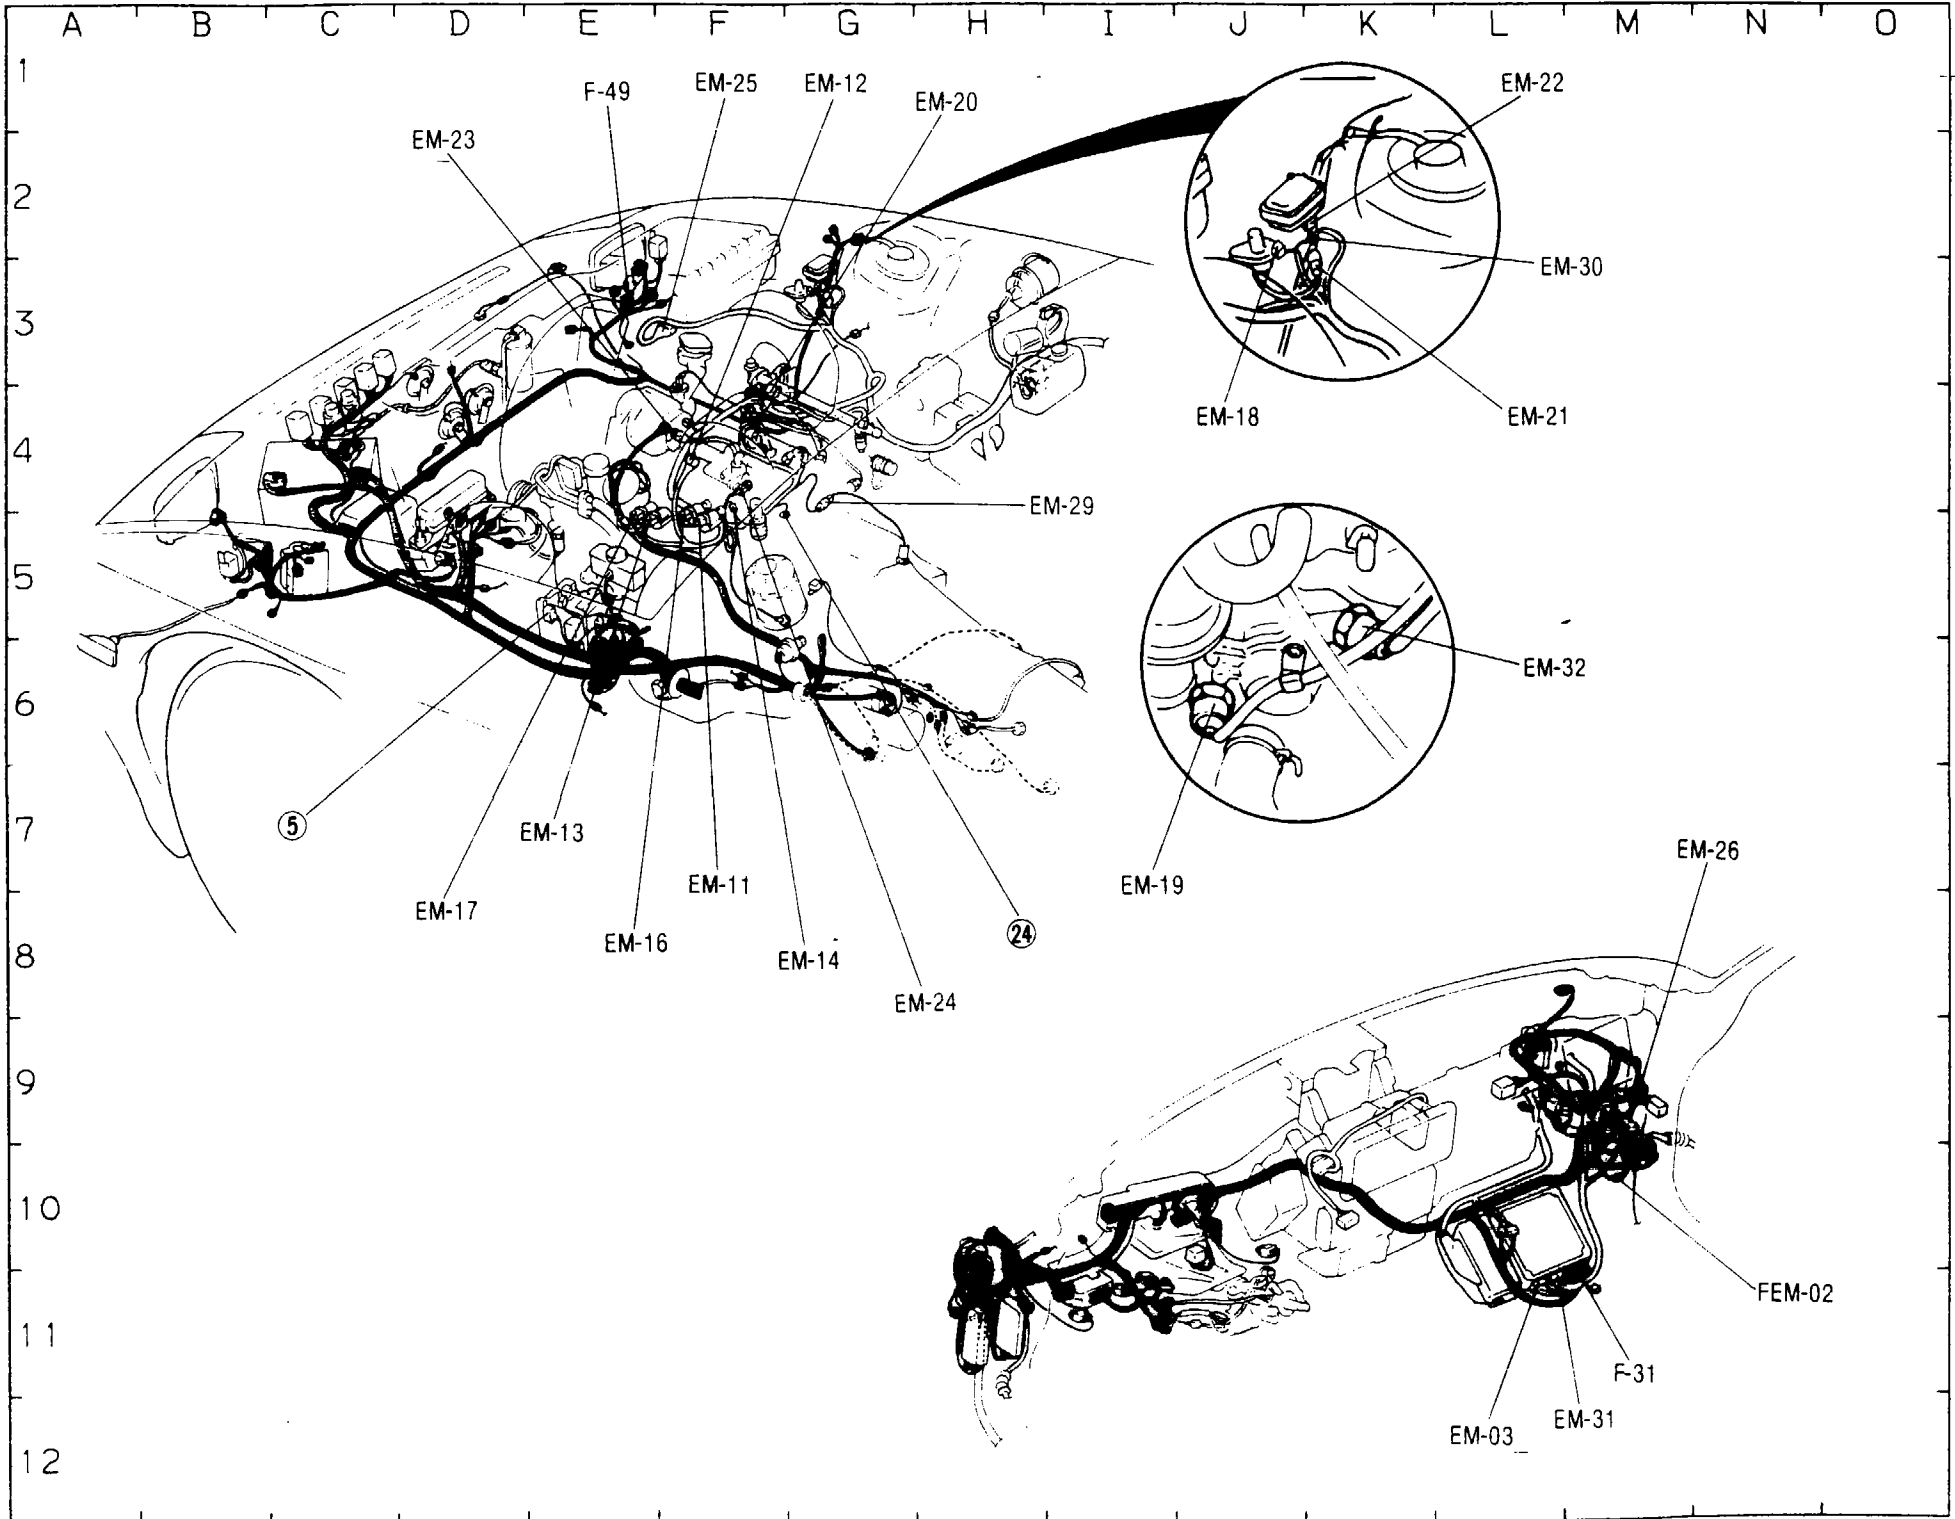 A B C D E F G H I J K L M N O
1
F-49
EM-25
EM-12
EM-20
EM-22
EM-23
2
EM-30
3
EM-18
EM-21
4
EM-29
5
EM-32
6
7
5
EM-13
EM-26
EM-11
EM-19
EM-17
24
EM-16
8
EM-14
EM-24
9
10
FEM-02
11
F-31
EM-31
EM-03
12